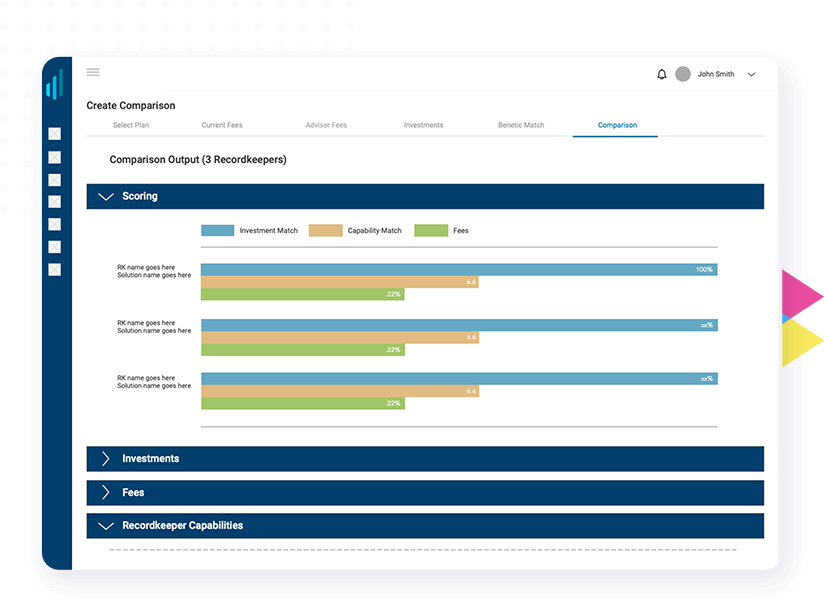 John Smith
Create Comparison
Select Plan Current Fees Advisor Fees Investments Benetic Match Comparison
Comparison Output (3 Recordkeepers)
Scoring
Investment Match Capability Match Fees
RK name goes here
Solution name goes here
100%
6.6
.22%
RK name goes here
Solution name goes here
xx%
6.6
.22%
RK name goes here
Solution name goes here
xx%
6.6
.22%
Investments
Fees
Recordkeeper Capabilities